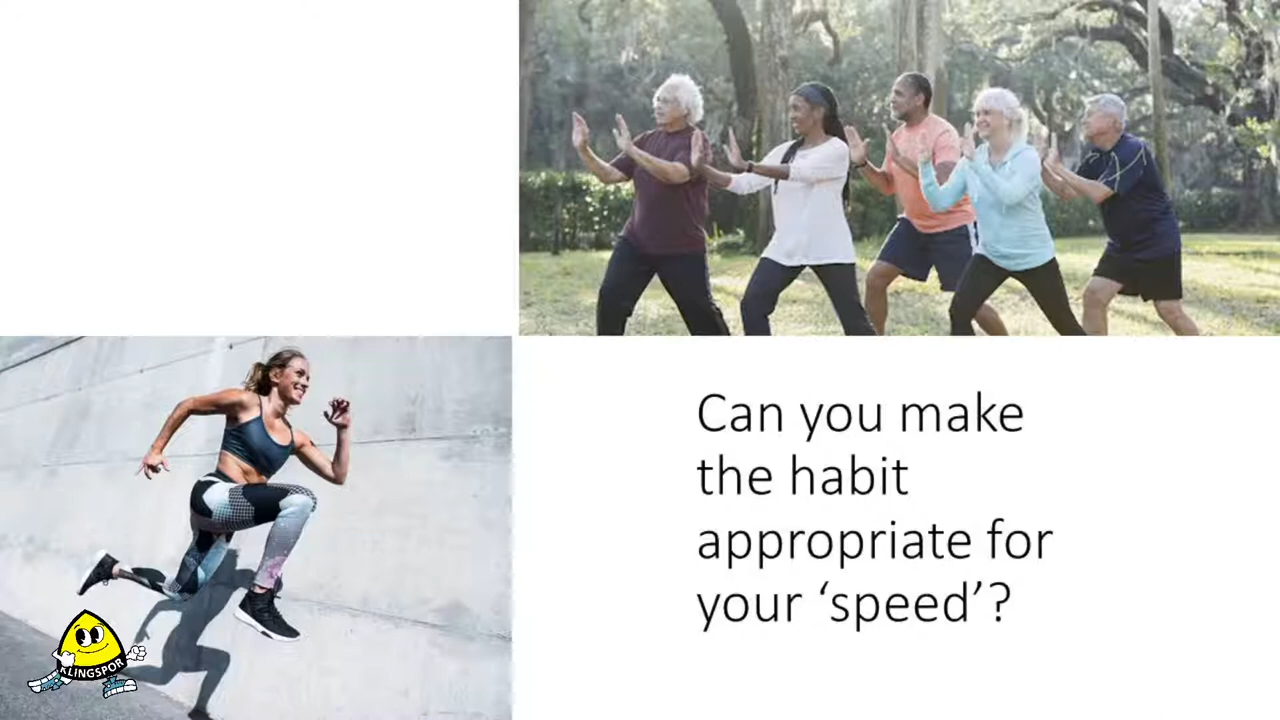 Can you make
the habit
appropriate for
your ‘speed’?
KLINGSPOR